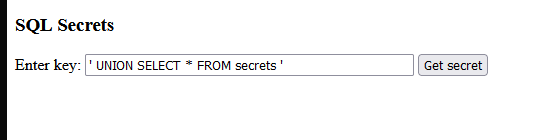 SQL Secrets
Enter key: ' UNION SELECT * FROM secrets ' Get secret